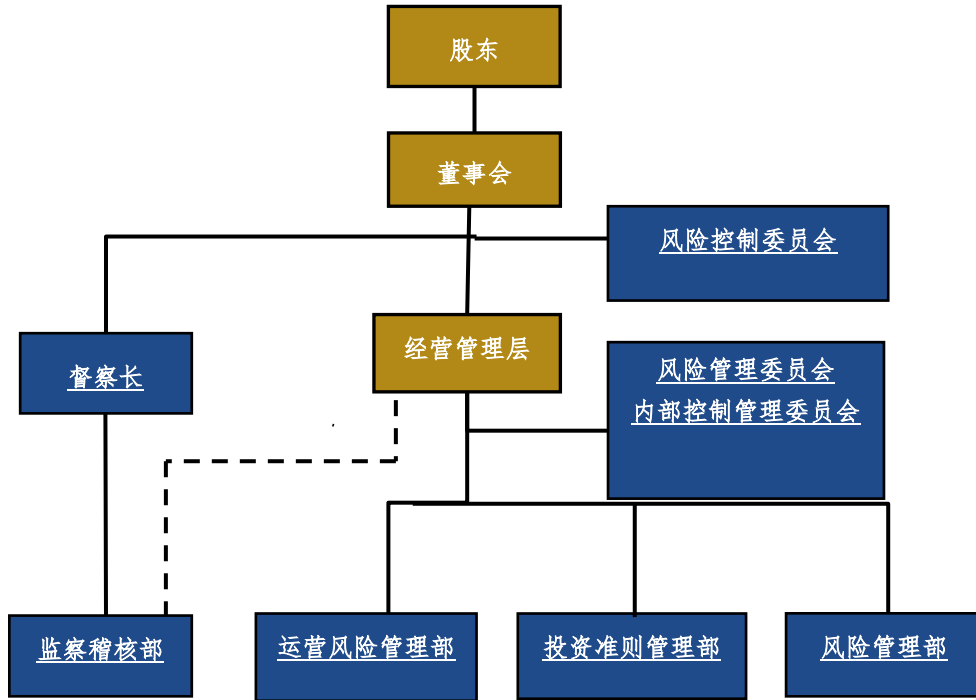 股东
董事会
风险控制委员会
经营管理层
督察长
风险管理委员会
内部控制管理委员会
监察稽核部
运营风险管理部
投资准则管理部
风险管理部